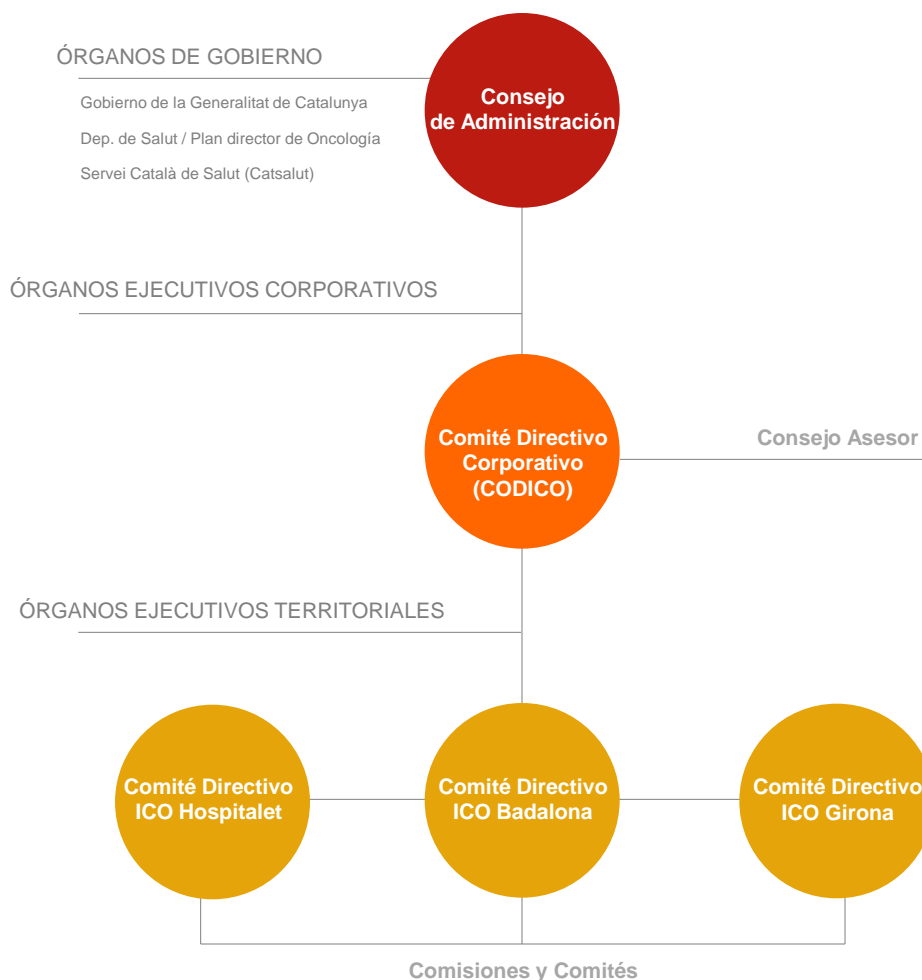 ÓRGANOS DE GOBIERNO
Gobierno de la Generalitat de Catalunya
Dep. de Salut / Plan director de Oncología
Servei Català de Salut (Catsalut)
Consejo
de Administración
ÓRGANOS EJECUTIVOS CORPORATIVOS
Comité Directivo
Corporativo
(CODICO)
Consejo Asesor
ÓRGANOS EJECUTIVOS TERRITORIALES
Comité Directivo
ICO Hospitalet
Comité Directivo
ICO Badalona
Comité Directivo
ICO Girona
Comisiones y Comités